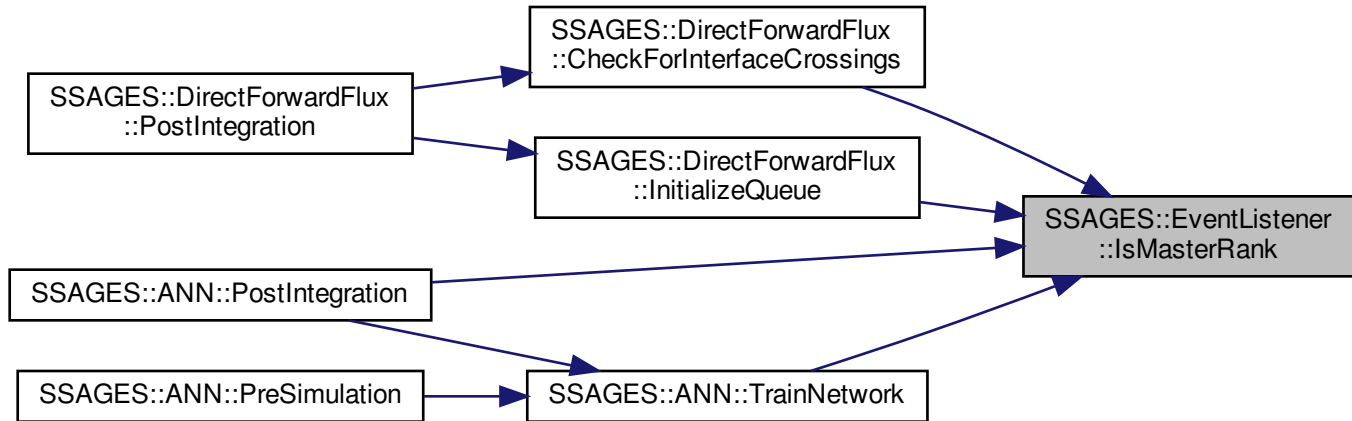 SSAGES::DirectForwardFlux
::CheckForInterfaceCrossings
SSAGES::DirectForwardFlux
::PostIntegration
SSAGES::DirectForwardFlux
::InitializeQueue
SSAGES::EventListener
::IsMasterRank
SSAGES::ANN::PostIntegration
SSAGES::ANN::PreSimulation
SSAGES::ANN::TrainNetwork